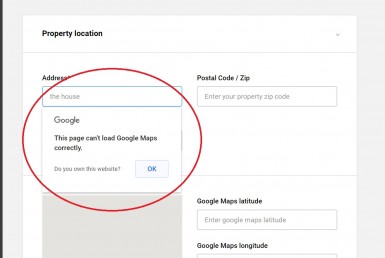 Property location
Address*
Postal Code / Zip
the house
Enter your property zip code
Google
This page can't load Google Maps
correctly.
Do you own this website?
OK
Google Maps latitude
Enter google maps latitude
Google Maps longitude